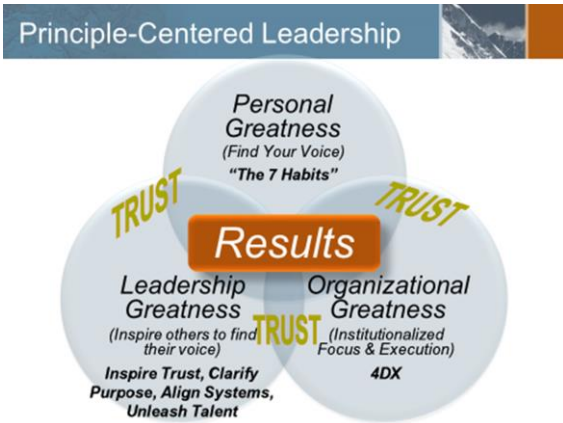 Principle-Centered Leadership
Personal
Greatness
(Find Your Voice)
“The 7 Habits”
TRUST
TRUST
Results
Leadership
Greatness
(Inspire others to find
their voice)
Inspire Trust, Clarify
Purpose, Align Systems,
Unleash Talent
TRUST
Organizational
Greatness
(Institutionalized
Focus & Execution)
4DX